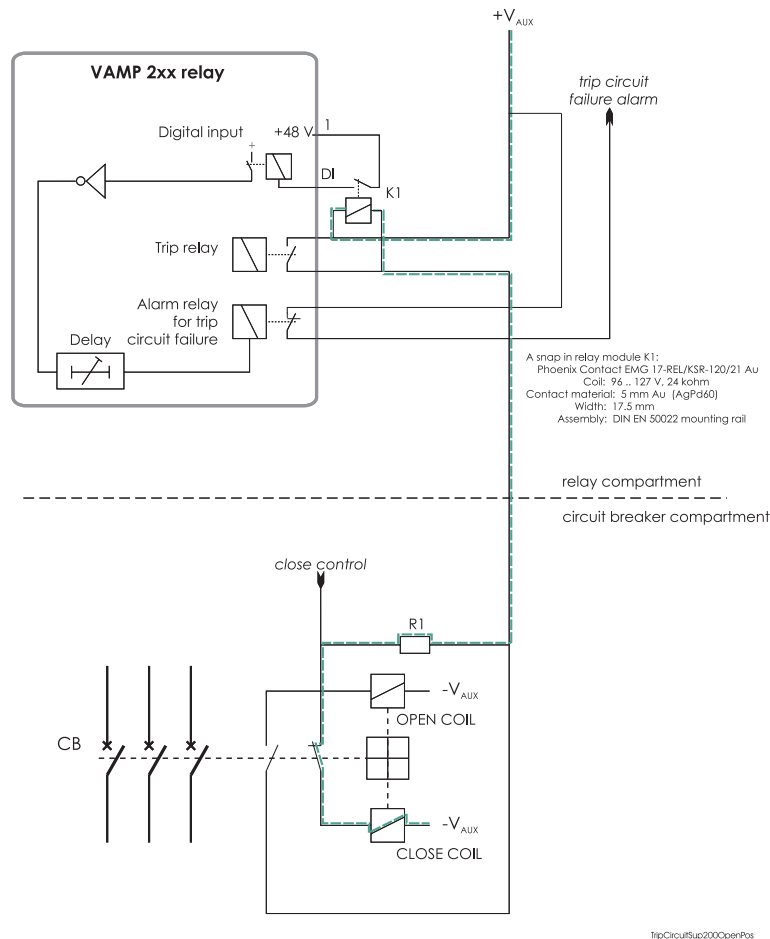 +V_AUX
VAMP 2xx relay
trip circuit
failure alarm
Digital input
+
+48 V
1
DI
K1
Trip relay
Alarm relay
for trip
circuit failure
Delay
A snap in relay module K1:
Phoenix Contact EMG 17-REL/KSR-120/21 Au
Coil: 96 .. 127 V, 24 kohm
Contact material: 5 mm Au (AgPd60)
Width: 17.5 mm
Assembly: DIN EN 50022 mounting rail
relay compartment
circuit breaker compartment
close control
R1
-V_AUX
OPEN COIL
CB
-V_AUX
CLOSE COIL
TripCircuitSup200OpenPos